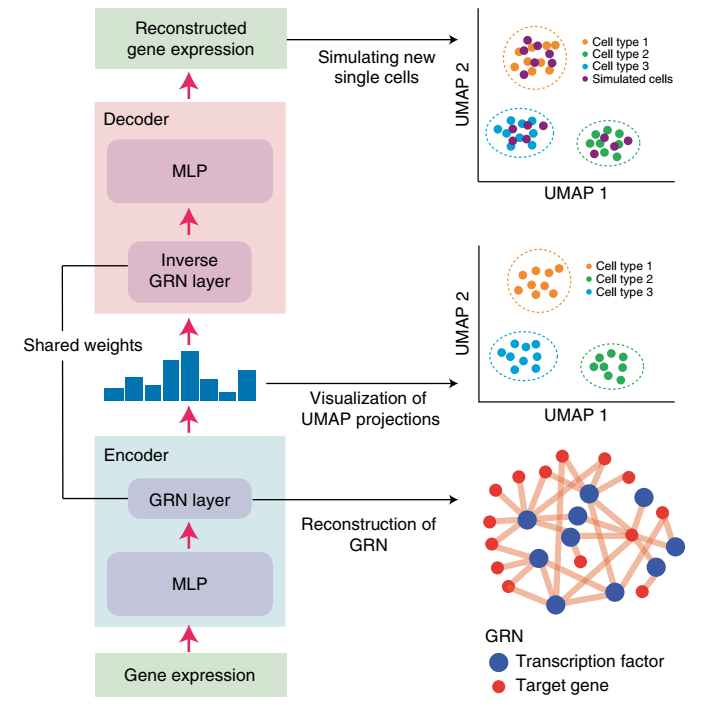 Reconstructed
gene expression
Simulating new
single cells
UMAP 2
Cell type 1
Cell type 2
Cell type 3
Simulated cells
UMAP 1
Decoder
MLP
Inverse
GRN layer
Shared weights
Visualization of
UMAP projections
UMAP 2
Cell type 1
Cell type 2
Cell type 3
UMAP 1
Encoder
GRN layer
MLP
Reconstruction of
GRN
Gene expression
GRN
Transcription factor
Target gene